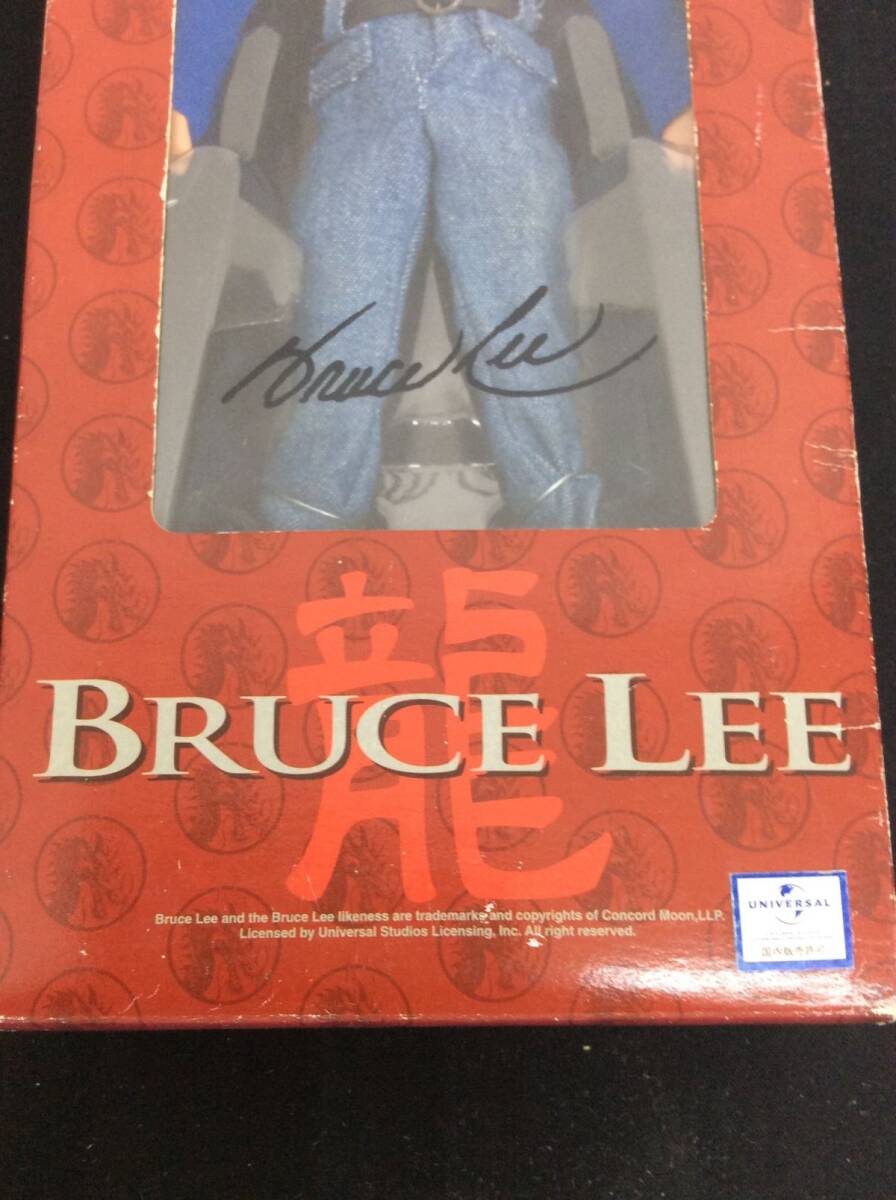 Bruce Lee
龍
BRUCE LEE
Bruce Lee and the Bruce Lee likeness are trademarks and copyrights of Concord Moon,LLP.
Licensed by Universal Studios Licensing, Inc. All right reserved.
UNIVERSAL
国内販売許可